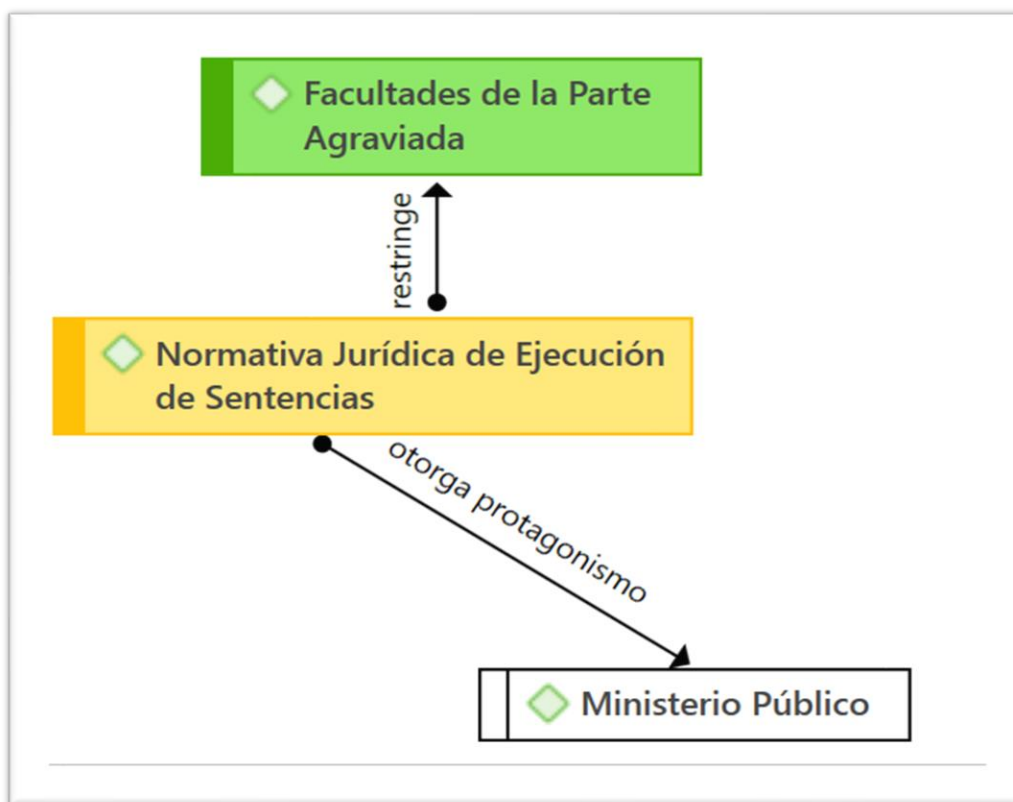 Facultades de la Parte
Agraviada
restringe
Normativa Jurídica de Ejecución
de Sentencias
otorga protagonismo
Ministerio Público